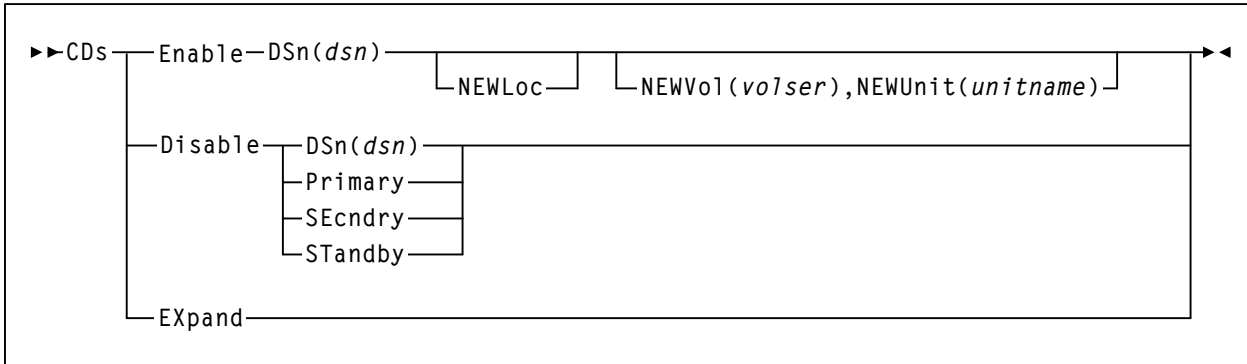 CDs Enable DSn(dsn)
NEWLoc NEWVol(volser),NEWUnit(unitname)
Disable DSn(dsn)
Primary
SEcndry
STandby
EXpand